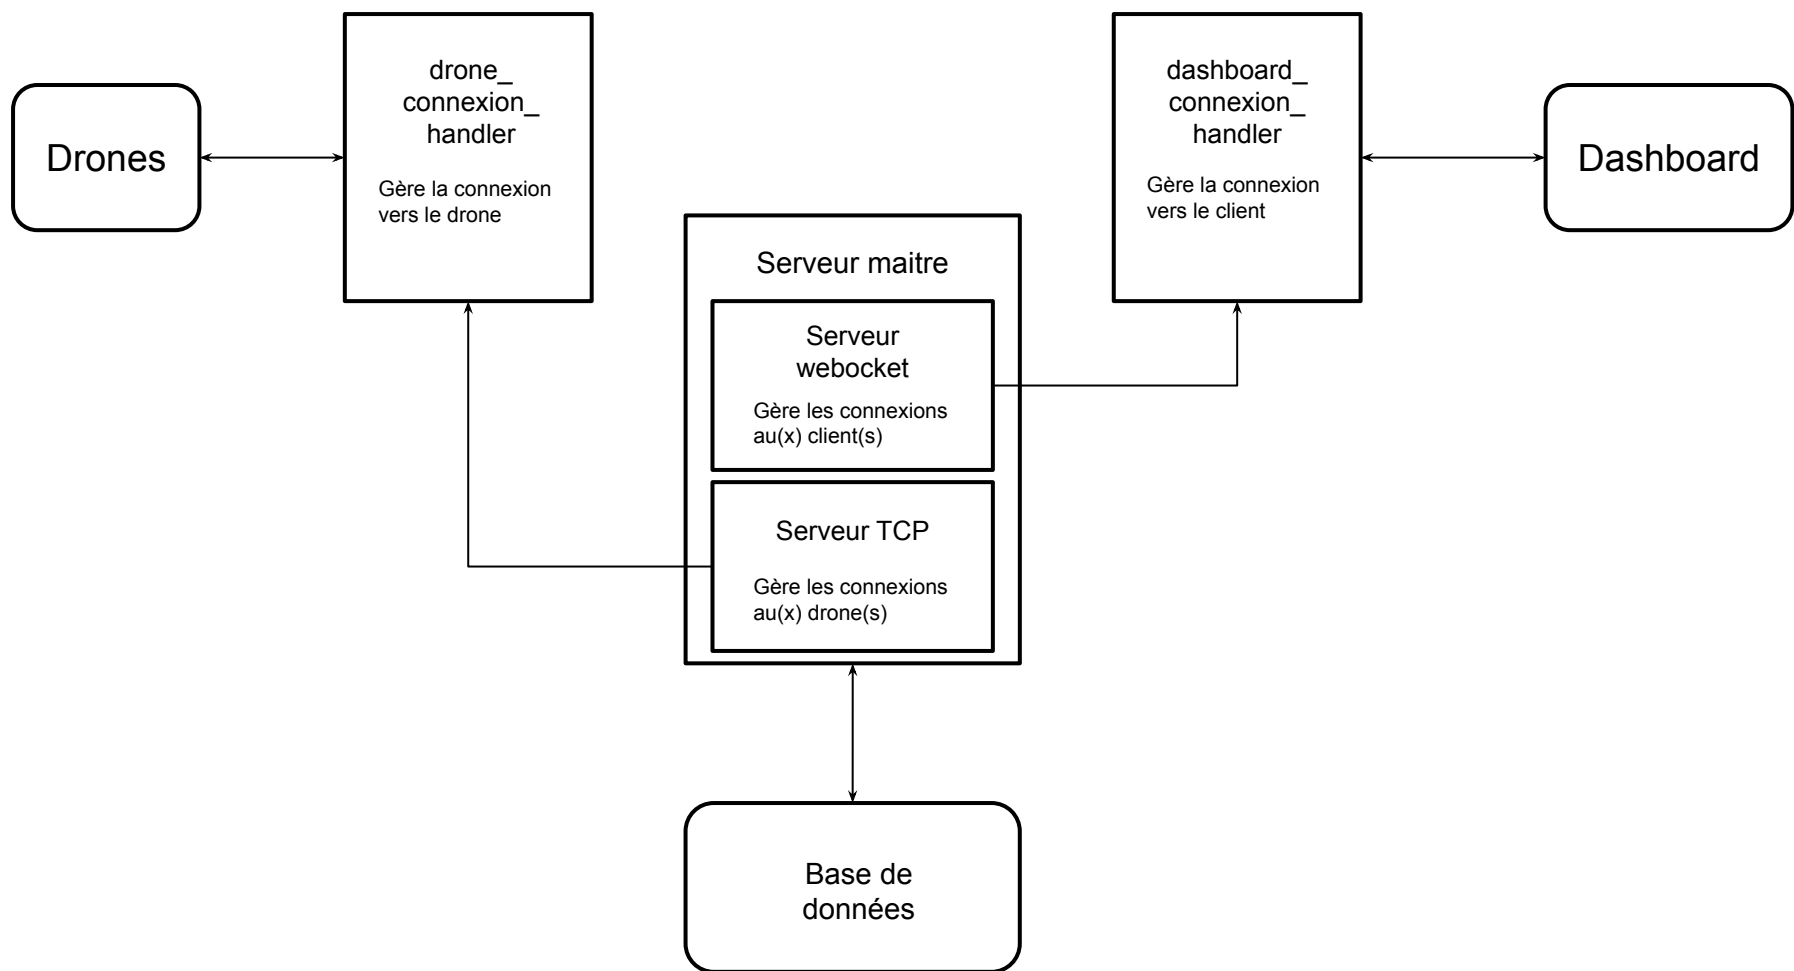 Drones
drone_
connexion_
handler
Gère la connexion
vers le drone
Serveur maitre
Serveur
webocket
Gère les connexions
au(x) client(s)
Serveur TCP
Gère les connexions
au(x) drone(s)
Base de
données
dashboard_
connexion_
handler
Gère la connexion
vers le client
Dashboard